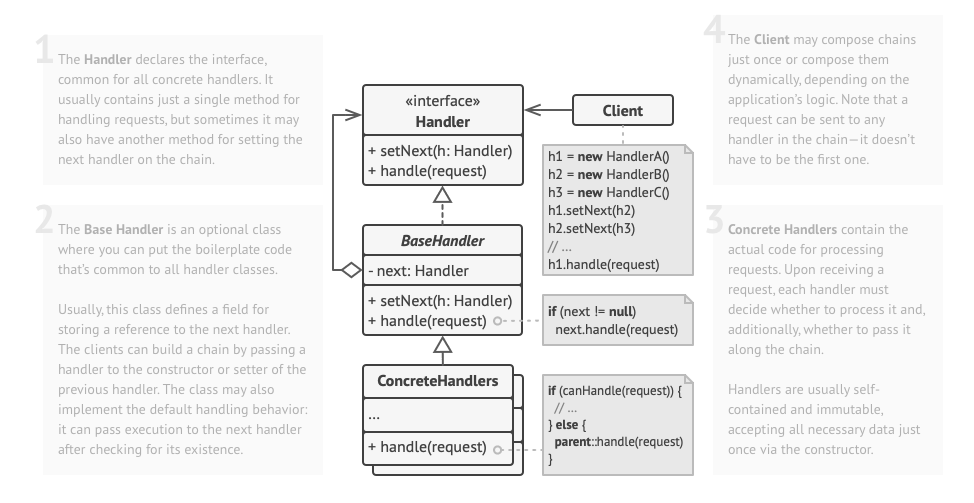 1
The Handler declares the interface,
common for all concrete handlers. It
usually contains just a single method for
handling requests, but sometimes it may
also have another method for setting the
next handler on the chain.
2
The Base Handler is an optional class
where you can put the boilerplate code
that's common to all handler classes.
Usually, this class defines a field for
storing a reference to the next handler.
The clients can build a chain by passing a
handler to the constructor or setter of the
previous handler. The class may also
implement the default handling behavior:
it can pass execution to the next handler
after checking for its existence.
«interface»
Handler
+ setNext(h: Handler)
+ handle(request)
BaseHandler
- next: Handler
+ setNext(h: Handler)
+ handle(request)
ConcreteHandlers
...
+ handle(request)
Client
h1 = new HandlerA()
h2 = new HandlerB()
h3 = new HandlerC()
h1.setNext(h2)
h2.setNext(h3)
// ...
h1.handle(request)
if (next != null)
next.handle(request)
if (canHandle(request)) {
// ...
} else {
parent::handle(request)
}
4
The Client may compose chains
just once or compose them
dynamically, depending on the
application's logic. Note that a
request can be sent to any
handler in the chain—it doesn't
have to be the first one.
3
Concrete Handlers contain the
actual code for processing
requests. Upon receiving a
request, each handler must
decide whether to process it and,
additionally, whether to pass it
along the chain.
Handlers are usually self-
contained and immutable,
accepting all necessary data just
once via the constructor.